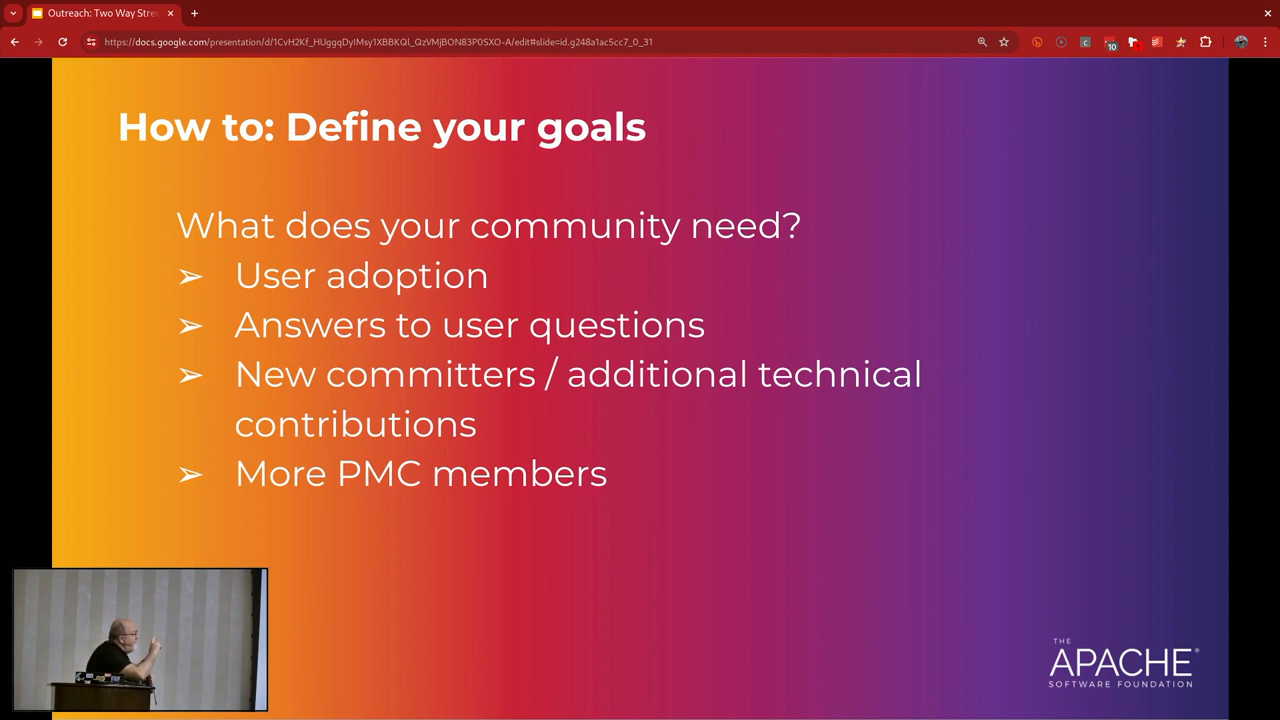 Outreach: Two Way Stre
https://docs.google.com/presentation/d/1CvH2Kf_HUggqDyIMsy1XBBKQl_QzVMjBON83P0SXO-A/edit#slide=id.g248a1ac5cc7_0_31
10
How to: Define your goals
What does your community need?
➢ User adoption
➢ Answers to user questions
➢ New committers / additional technical
contributions
➢ More PMC members
THE
APACHE®
SOFTWARE FOUNDATION